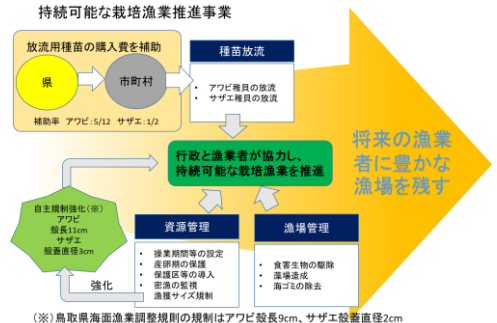 持続可能な栽培漁業推進事業
放流用種苗の購入費を補助
県
市町村
補助率　アワビ：5/12　サザエ：1/2
種苗放流
・ アワビ種貝の放流
・ サザエ種貝の放流
行政と漁業者が協力し、
持続可能な栽培漁業を推進
将来の漁業
者に豊かな
漁場を残す
自主規制強化（※）
アワビ
殻長11cm
サザエ
殻蓋直径3cm
強化
資源管理
・ 操業期間等の設定
・ 産卵期の保護
・ 保護区等の導入
・ 密漁の監視
・ 漁獲サイズ規制
漁場管理
・ 食害生物の駆除
・ 藻場造成
・ 海ゴミの除去
（※）鳥取県海面漁業調整規則の規制はアワビ殻長9cm、サザエ殻蓋直径2cm